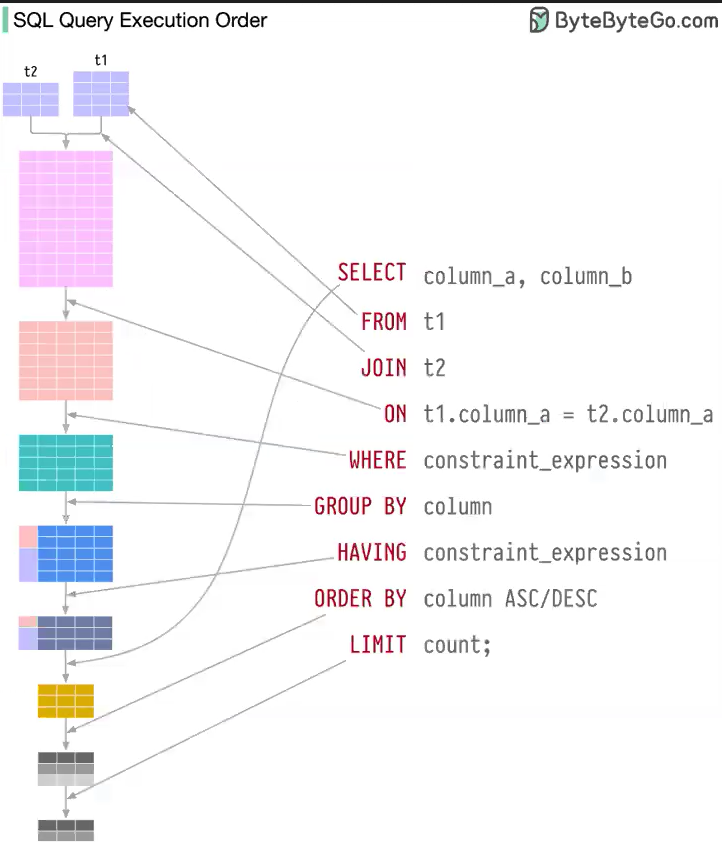 SQL Query Execution Order
ByteByteGo.com
t2
t1
SELECT column_a, column_b
FROM t1
JOIN t2
ON t1.column_a = t2.column_a
WHERE constraint_expression
GROUP BY column
HAVING constraint_expression
ORDER BY column ASC/DESC
LIMIT count;